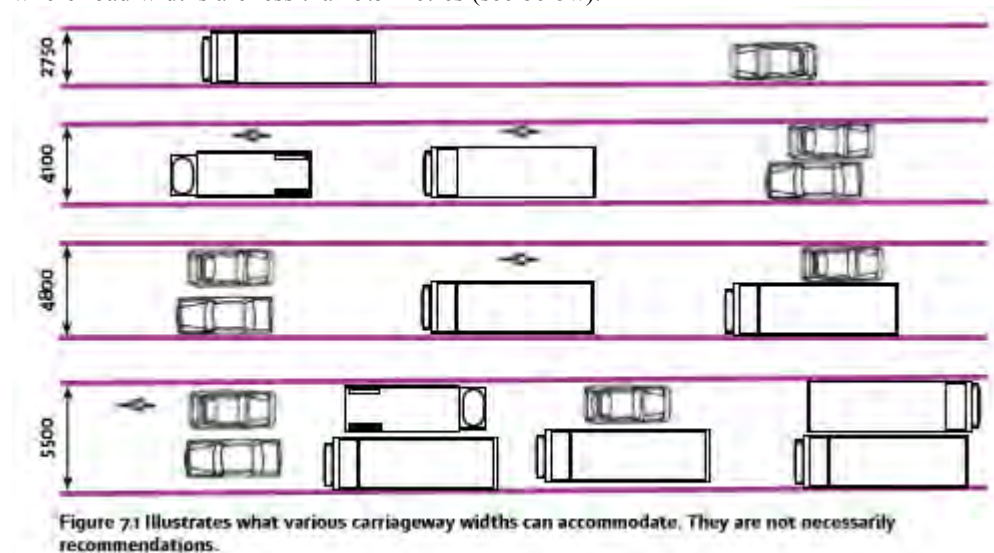 2750
4100
4800
5500
Figure 7.1 Illustrates what various carriageway widths can accommodate. They are not necessarily
recommendations.